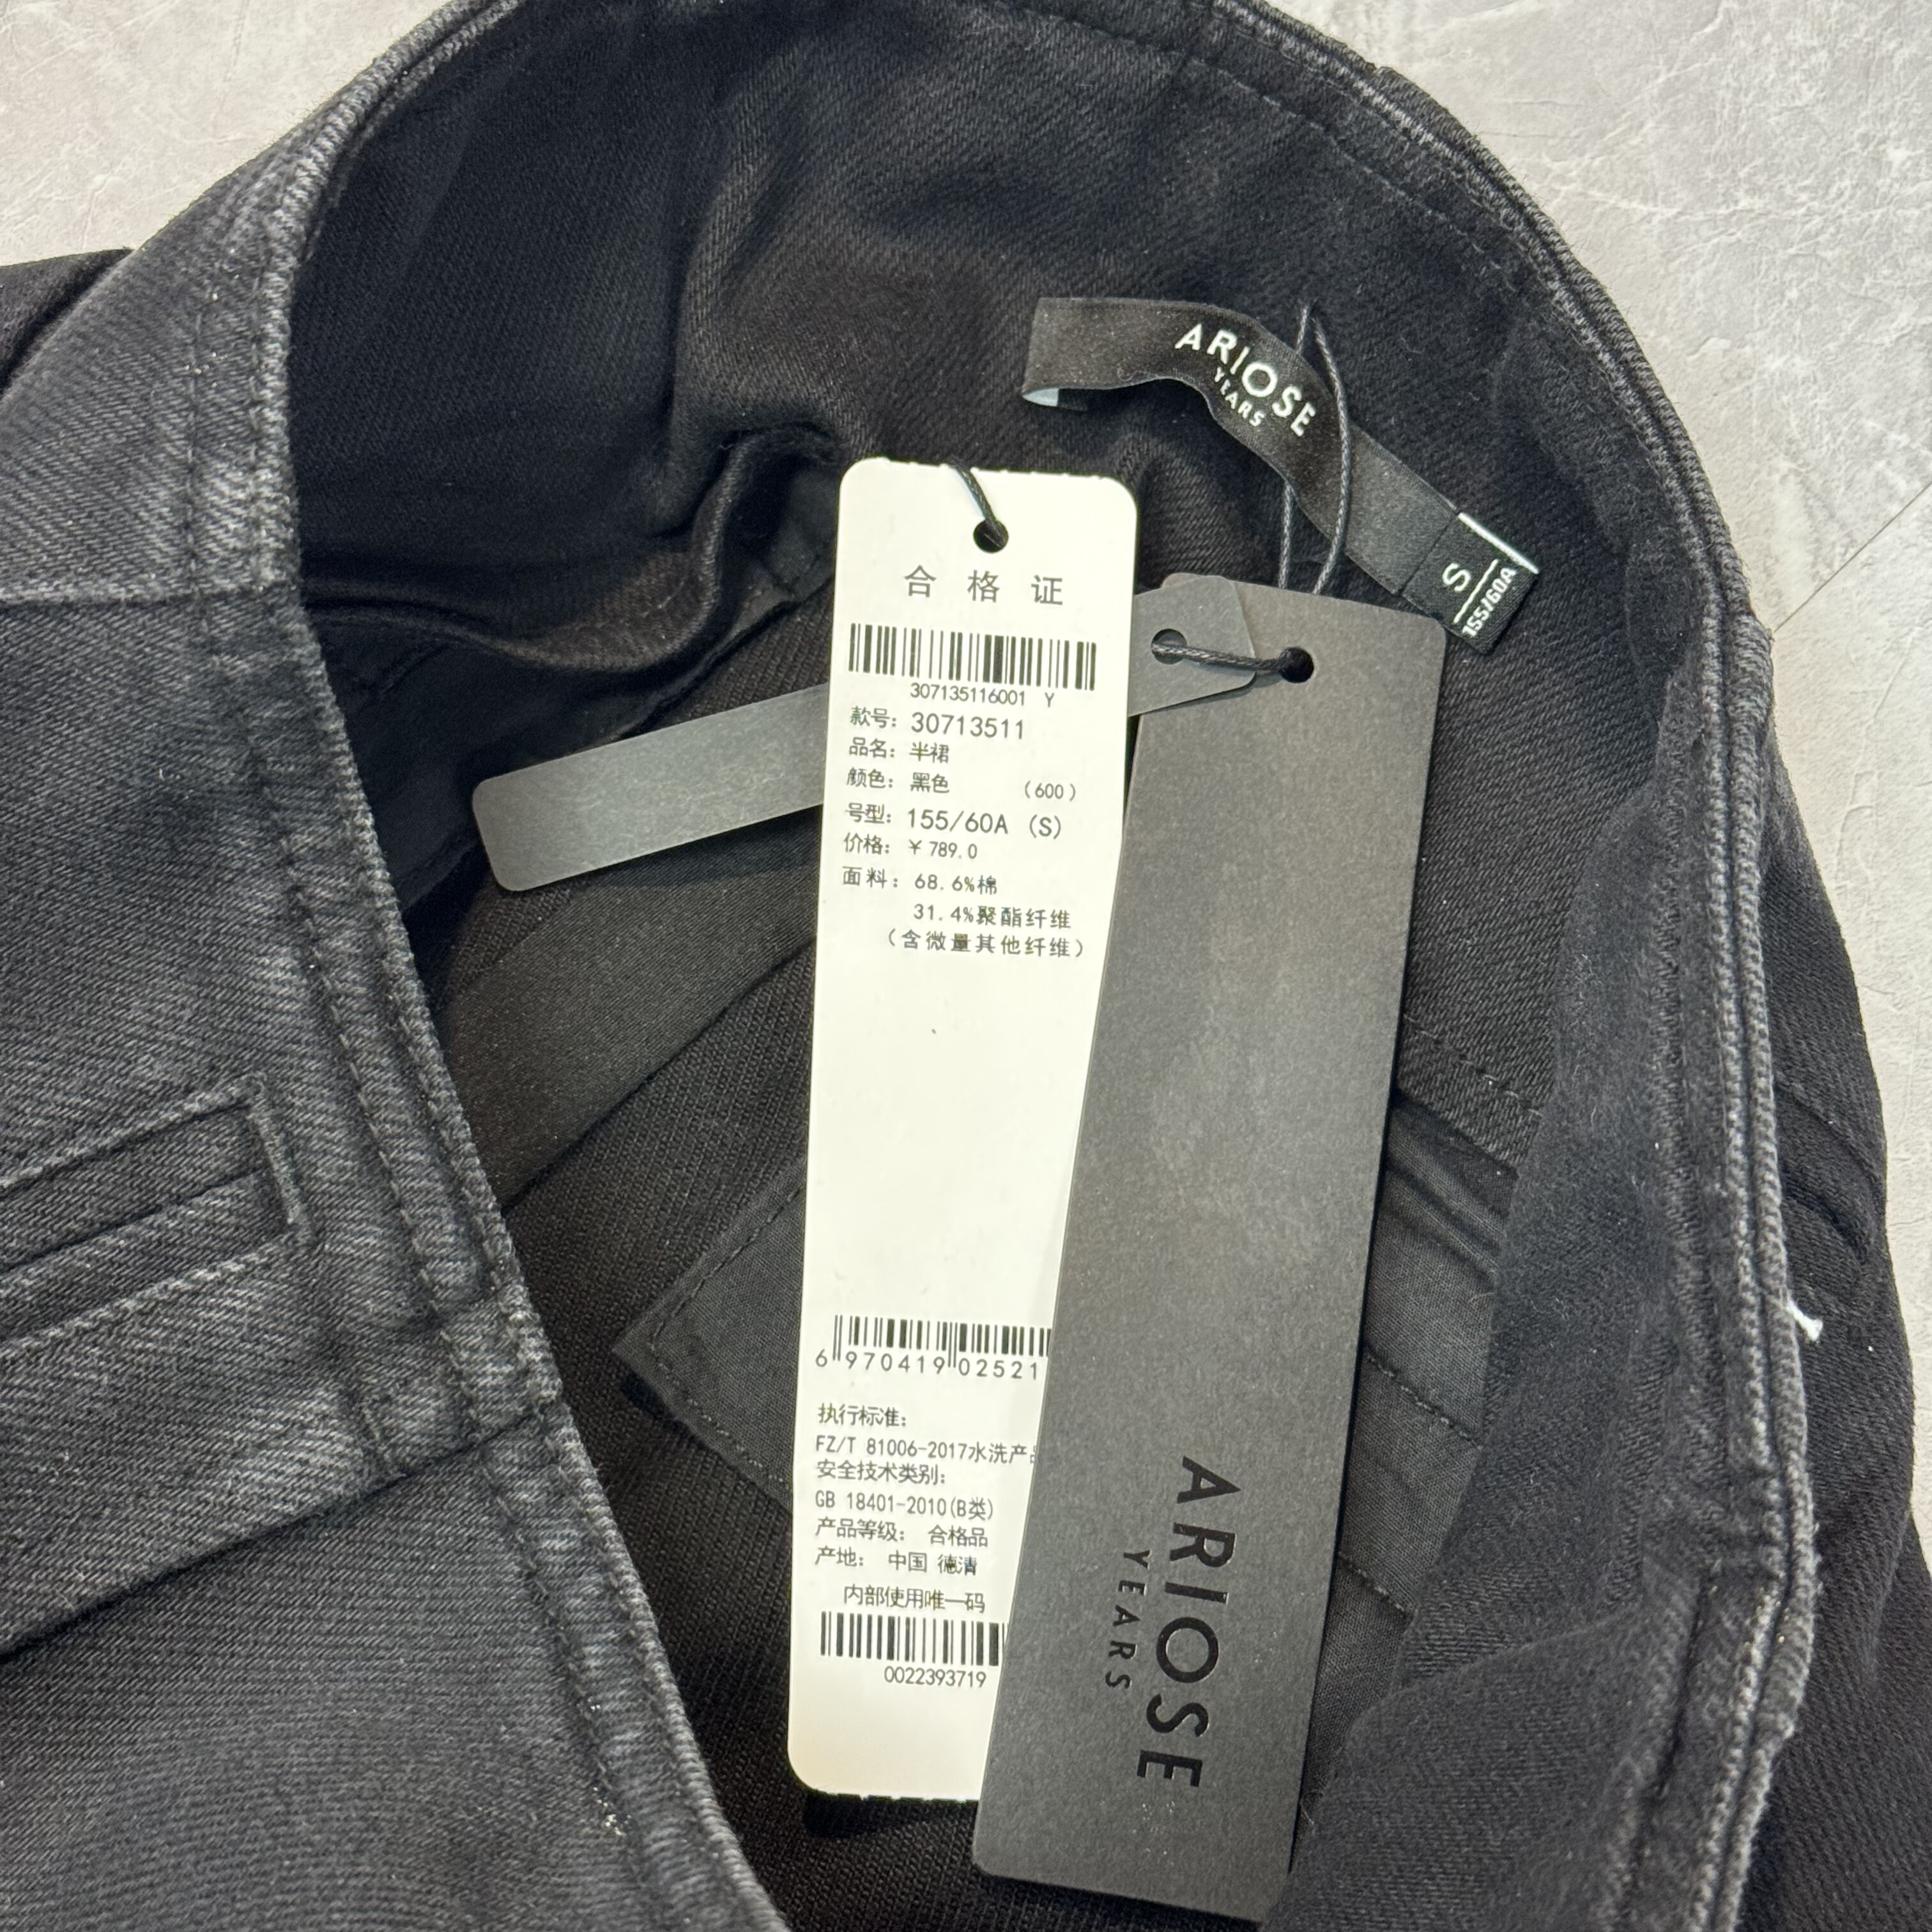 ARIOSE
YEARS
S
155/60A
合格证
307135116001 Y
款号: 30713511
品名: 半裙
颜色: 黑色 (600)
号型: 155/60A (S)
价格: ¥ 789.0
面料: 68.6%棉
31.4%聚酯纤维
(含微量其他纤维)
6 970419 02521
执行标准:
FZ/T 81006-2017水洗产品
安全技术类别:
GB 18401-2010(B类)
产品等级: 合格品
产地: 中国 德清
内部使用唯一码
0022393719
ARIOSE
YEARS